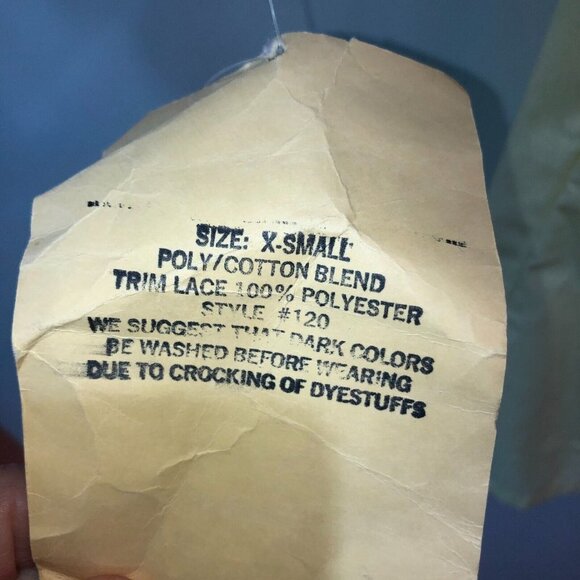 SIZE: X-SMALL
POLY/COTTON BLEND
TRIM LACE 100% POLYESTER
STYLE #120
WE SUGGEST THAT DARK COLORS
BE WASHED BEFORE WEARING
DUE TO CROCKING OF DYESTUFFS